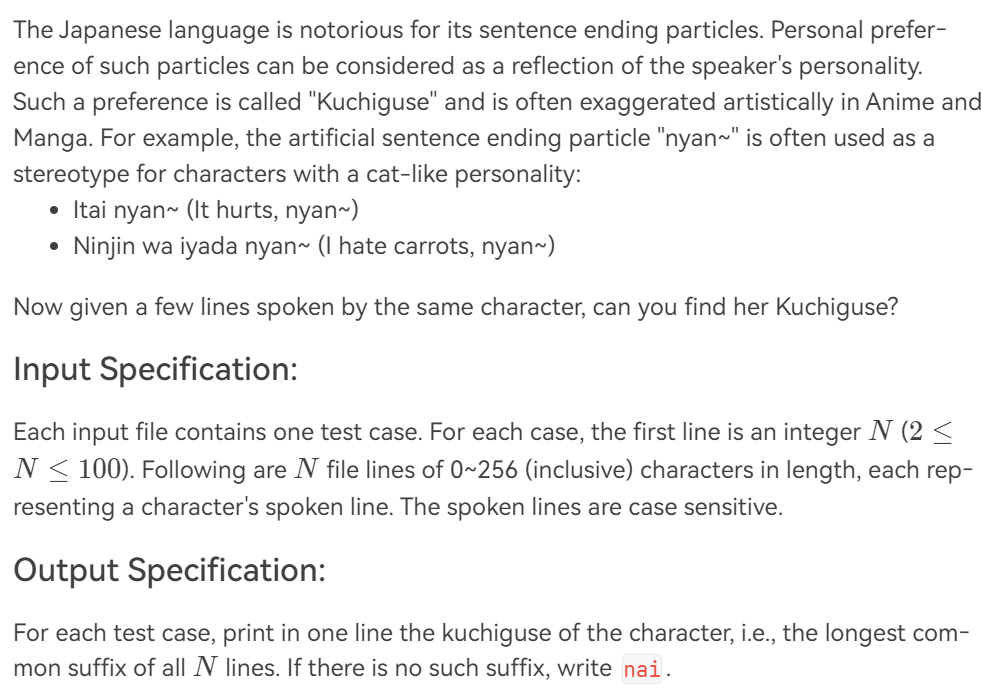 The Japanese language is notorious for its sentence ending particles. Personal prefer-
ence of such particles can be considered as a reflection of the speaker's personality.
Such a preference is called "Kuchiguse" and is often exaggerated artistically in Anime and
Manga. For example, the artificial sentence ending particle "nyan~" is often used as a
stereotype for characters with a cat-like personality:
• Itai nyan~ (It hurts, nyan~)
• Ninjin wa iyada nyan~ (I hate carrots, nyan~)
Now given a few lines spoken by the same character, can you find her Kuchiguse?
Input Specification:
Each input file contains one test case. For each case, the first line is an integer N (2 ≤
N ≤ 100). Following are N file lines of 0~256 (inclusive) characters in length, each rep-
resenting a character's spoken line. The spoken lines are case sensitive.
Output Specification:
For each test case, print in one line the kuchiguse of the character, i.e., the longest com-
mon suffix of all N lines. If there is no such suffix, write nai.